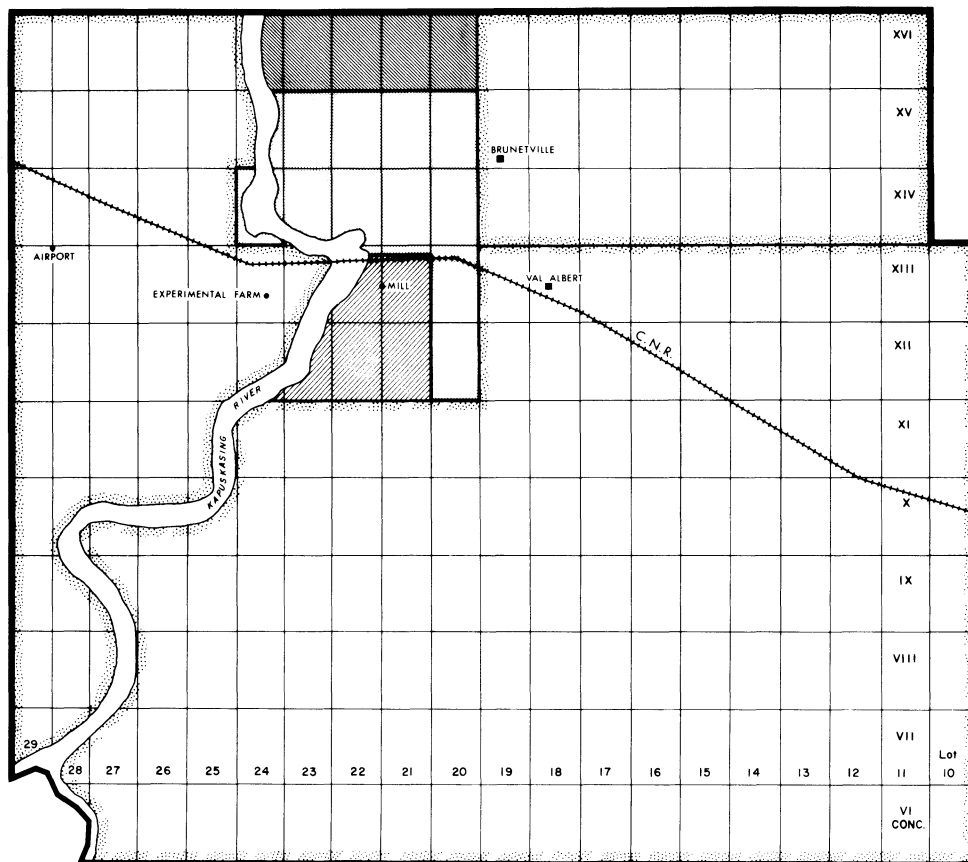 XVI
XV
BRUNETVILLE
XIV
AIRPORT
XIII
EXPERIMENTAL FARM
MILL
VAL ALBERT
C.N.R.
XII
KAPUSKASING RIVER
XI
X
IX
VIII
VII
29
28 27 26 25 24 23 22 21 20 19 18 17 16 15 14 13 12 11 Lot 10
VI
CONC.